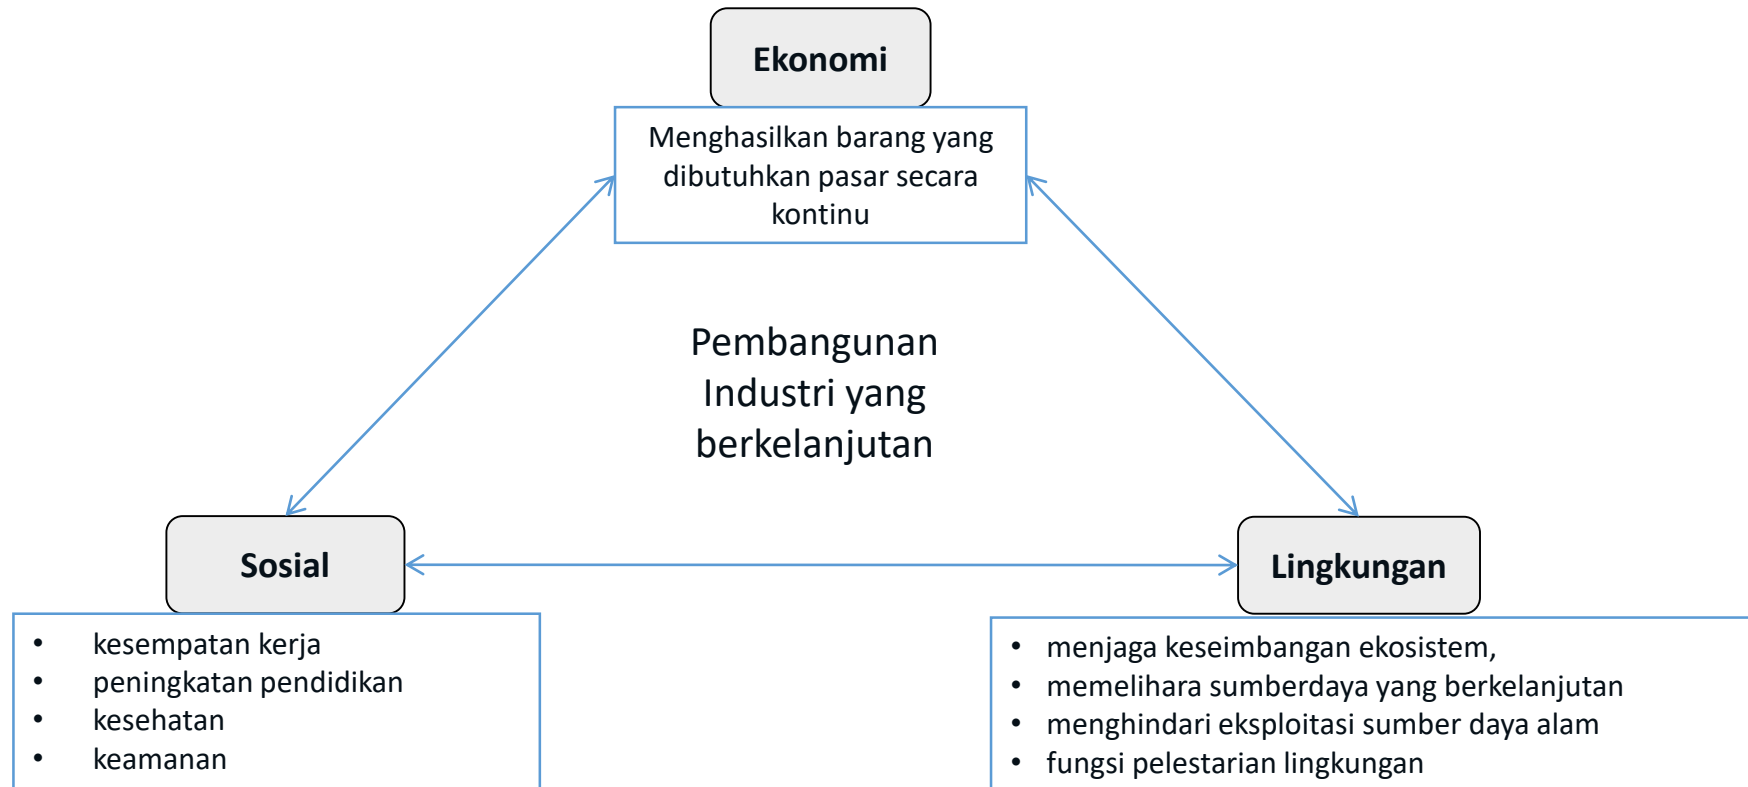 Ekonomi
Menghasilkan barang yang
dibutuhkan pasar secara
kontinu
Pembangunan
Industri yang
berkelanjutan
Sosial
• kesempatan kerja
• peningkatan pendidikan
• kesehatan
• keamanan
Lingkungan
• menjaga keseimbangan ekosistem,
• memelihara sumberdaya yang berkelanjutan
• menghindari eksploitasi sumber daya alam
• fungsi pelestarian lingkungan